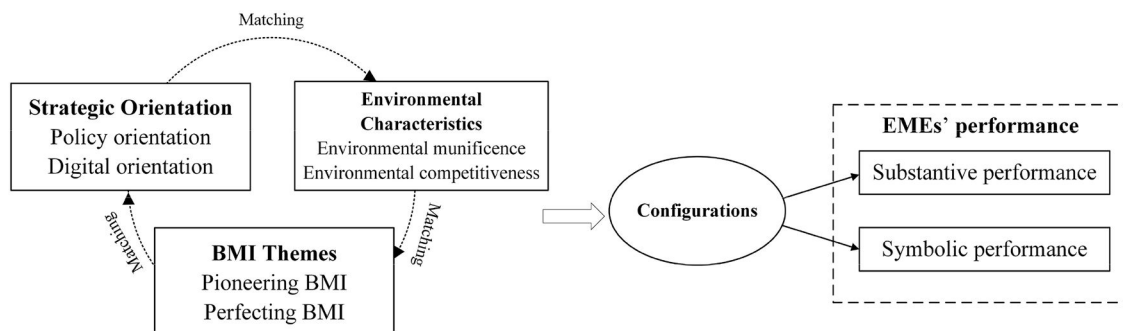 Matching
Strategic Orientation
Policy orientation
Digital orientation
Environmental
Characteristics
Environmental munificence
Environmental competitiveness
Matching
Matching
BMI Themes
Pioneering BMI
Perfecting BMI
Configurations
EMEs’ performance
Substantive performance
Symbolic performance